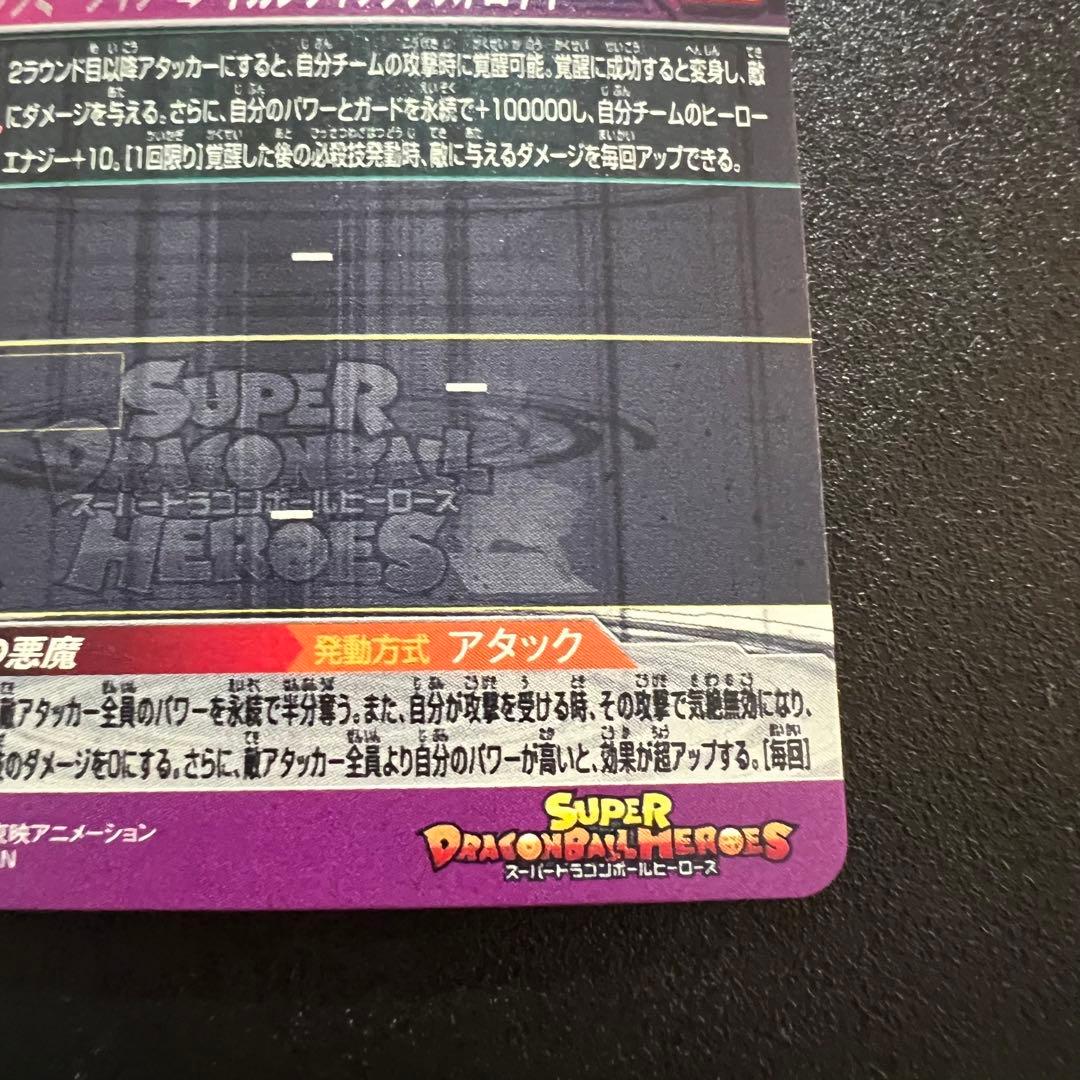 2ラウンド目以降アタッカーにすると、自分チームの攻撃時に覚醒可能。覚醒に成功すると変身し、敵
にダメージを与える。さらに、自分のパワーとガードを永続で+100000し、自分チームのヒーロー
エナジー+10。[1回限り]覚醒した後の必殺技発動時、敵に与えるダメージを毎回アップできる。
SUPER
DRAGONBALL
スーパードラゴンボールヒーローズ
HEROES
の悪魔 発動方式 アタック
敵アタッカー全員のパワーを永続で半分奪う。また、自分が攻撃を受ける時、その攻撃で気絶無効になり、
のダメージを0にする。さらに、敵アタッカー全員より自分のパワーが高いと、効果が超アップする。[毎回]
東映アニメーション
N
SUPER
DRAGONBALL HEROES
スーパードラゴンボールヒーローズ